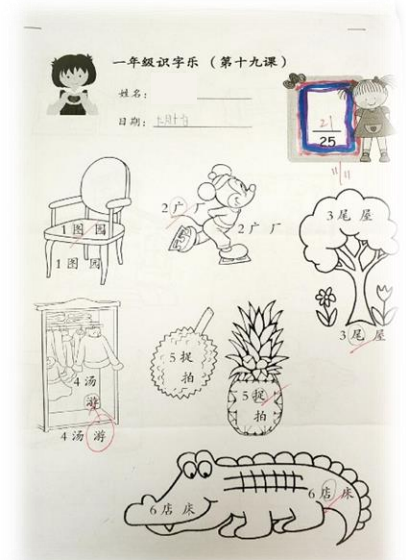 一年级识字乐（第十九课）
姓名：
日期：
21
25
1图 园
1图 园
2广 厂
2广 厂
3尾 屋
3尾 屋
4汤
游
4汤 游
5捉
拍
5捉
拍
6店 床
6店 床